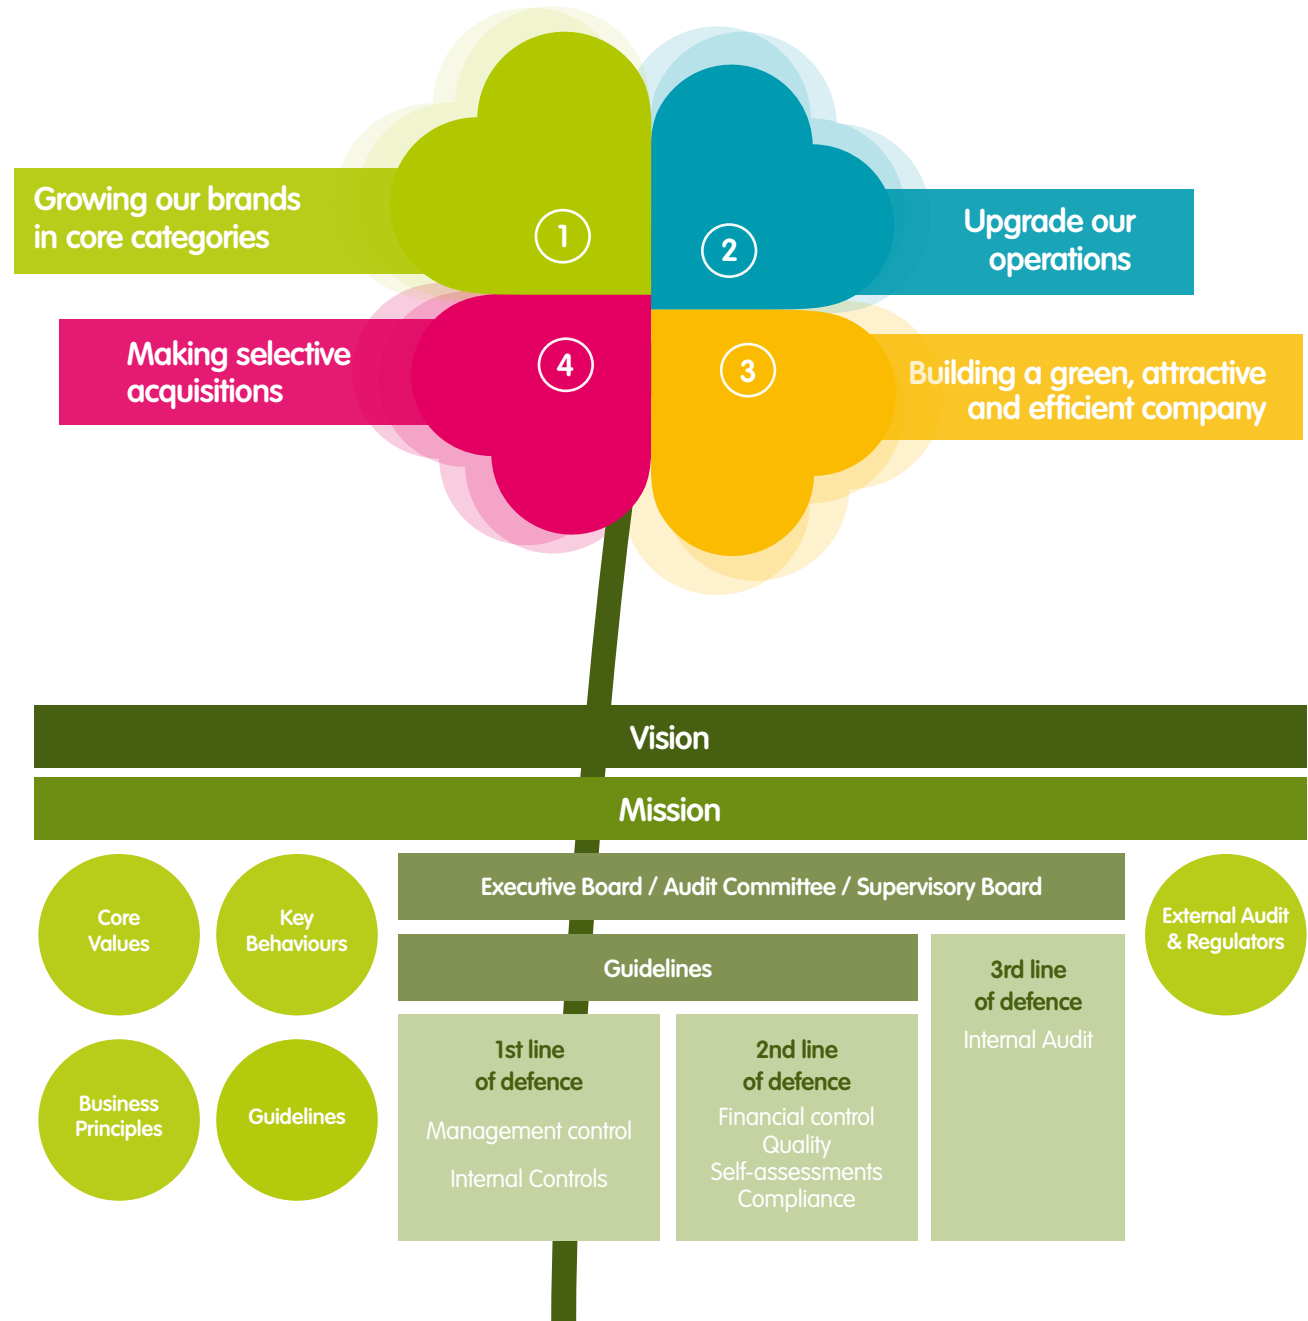 Growing our brands
in core categories
1
2
Upgrade our
operations
Making selective
acquisitions
4
3
Building a green, attractive
and efficient company
Vision
Mission
Core
Values
Key
Behaviours
Business
Principles
Guidelines
Executive Board / Audit Committee / Supervisory Board
Guidelines
1st line
of defence
Management control
Internal Controls
2nd line
of defence
Financial control
Quality
Self-assessments
Compliance
3rd line
of defence
Internal Audit
External Audit
& Regulators